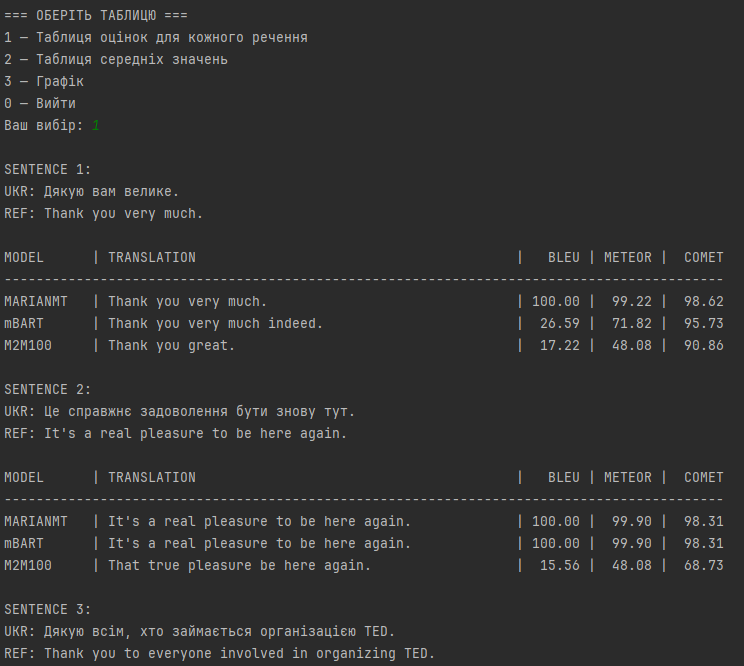 === ОБЕРІТЬ ТАБЛИЦЮ ===
1 — Таблиця оцінок для кожного речення
2 — Таблиця середніх значень
3 — Графік
0 — Вийти
Ваш вибір: 1
SENTENCE 1:
UKR: Дякую вам велике.
REF: Thank you very much.
MODEL | TRANSLATION | BLEU | METEOR | COMET
------------------------------------------------------------------------------------------
MARIANMT | Thank you very much. | 100.00 | 99.22 | 98.62
mBART | Thank you very much indeed. | 26.59 | 71.82 | 95.73
M2M100 | Thank you great. | 17.22 | 48.08 | 90.86
SENTENCE 2:
UKR: Це справжнє задоволення бути знову тут.
REF: It's a real pleasure to be here again.
MODEL | TRANSLATION | BLEU | METEOR | COMET
------------------------------------------------------------------------------------------
MARIANMT | It's a real pleasure to be here again. | 100.00 | 99.90 | 98.31
mBART | It's a real pleasure to be here again. | 100.00 | 99.90 | 98.31
M2M100 | That true pleasure be here again. | 15.56 | 48.08 | 68.73
SENTENCE 3:
UKR: Дякую всім, хто займається організацією TED.
REF: Thank you to everyone involved in organizing TED.